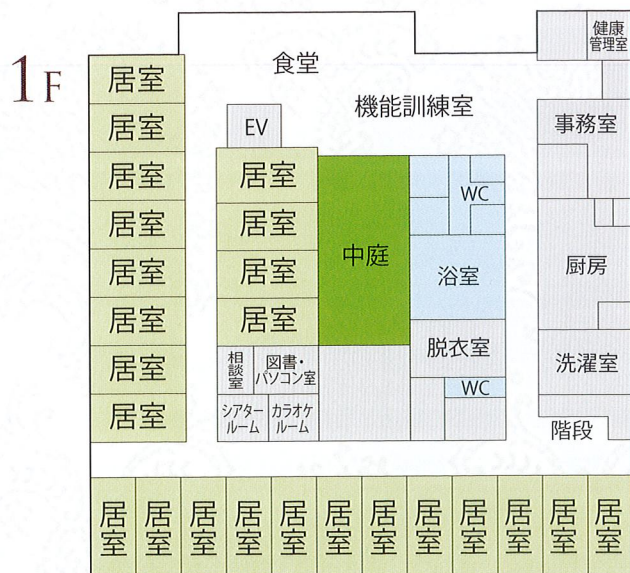 1F
食堂
機能訓練室
健康
管理室
事務室
EV
居室
居室
居室
居室
居室
居室
居室
居室
居室
居室
居室
居室
中庭
WC
浴室
脱衣室
WC
厨房
洗濯室
階段
相談室
図書・
パソコン室
シアター
ルーム
カラオケ
ルーム
居室
居室
居室
居室
居室
居室
居室
居室
居室
居室
居室
居室